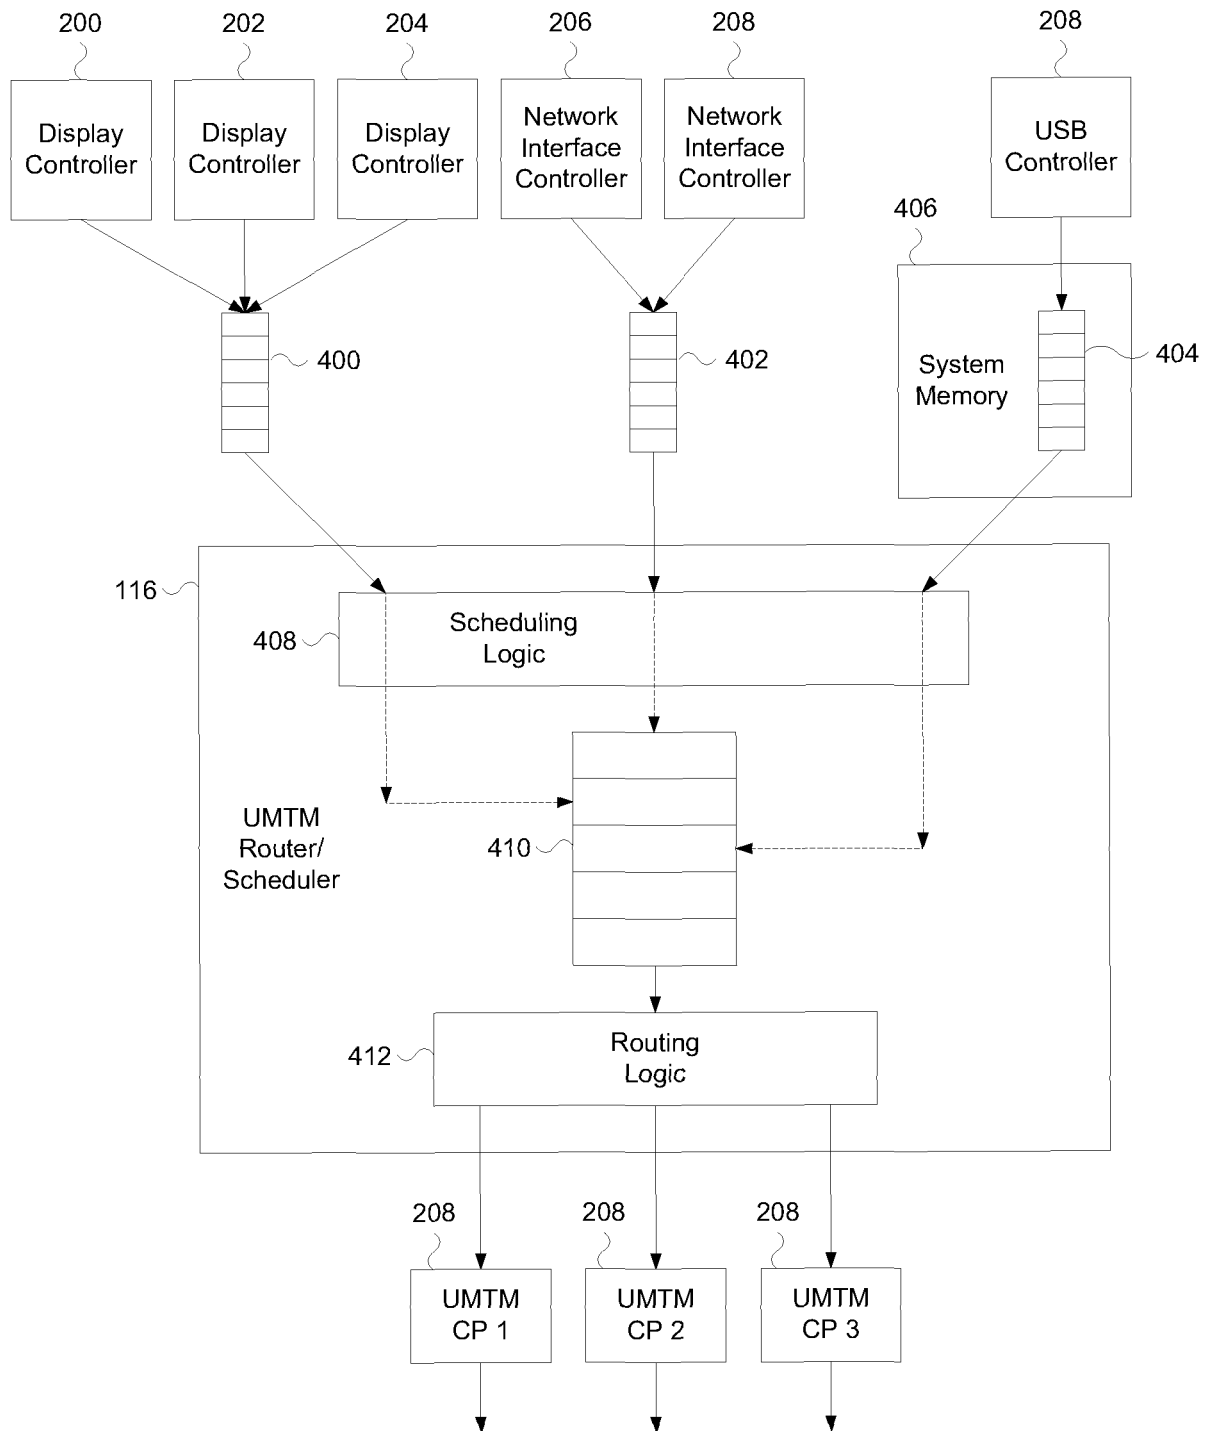 200
202
204
206
208
208
Display
Controller
Display
Controller
Display
Controller
Network
Interface
Controller
Network
Interface
Controller
USB
Controller
406
400
402
System
Memory
404
116
408
Scheduling
Logic
UMTM
Router/
Scheduler
410
412
Routing
Logic
208
208
208
UMTM
CP 1
UMTM
CP 2
UMTM
CP 3